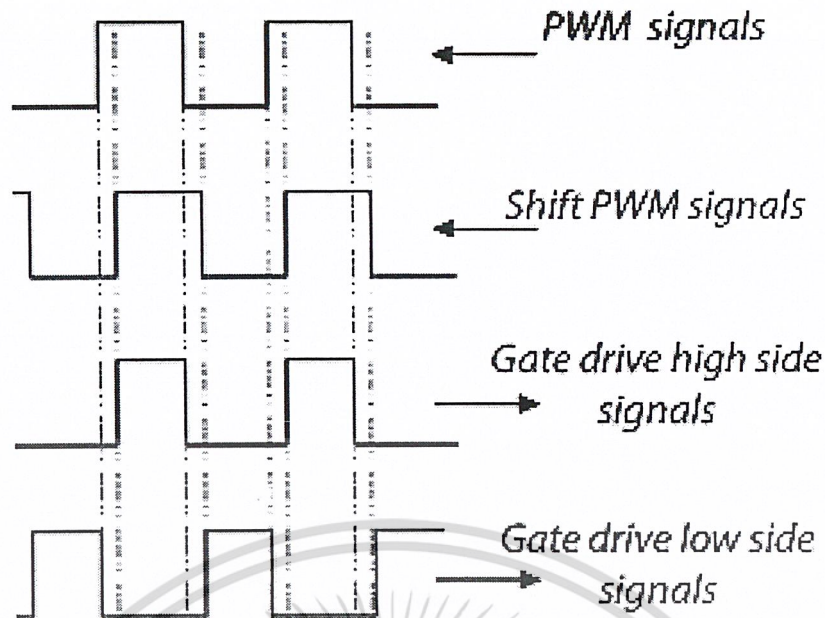 PWM signals
Shift PWM signals
Gate drive high side
signals
Gate drive low side
signals